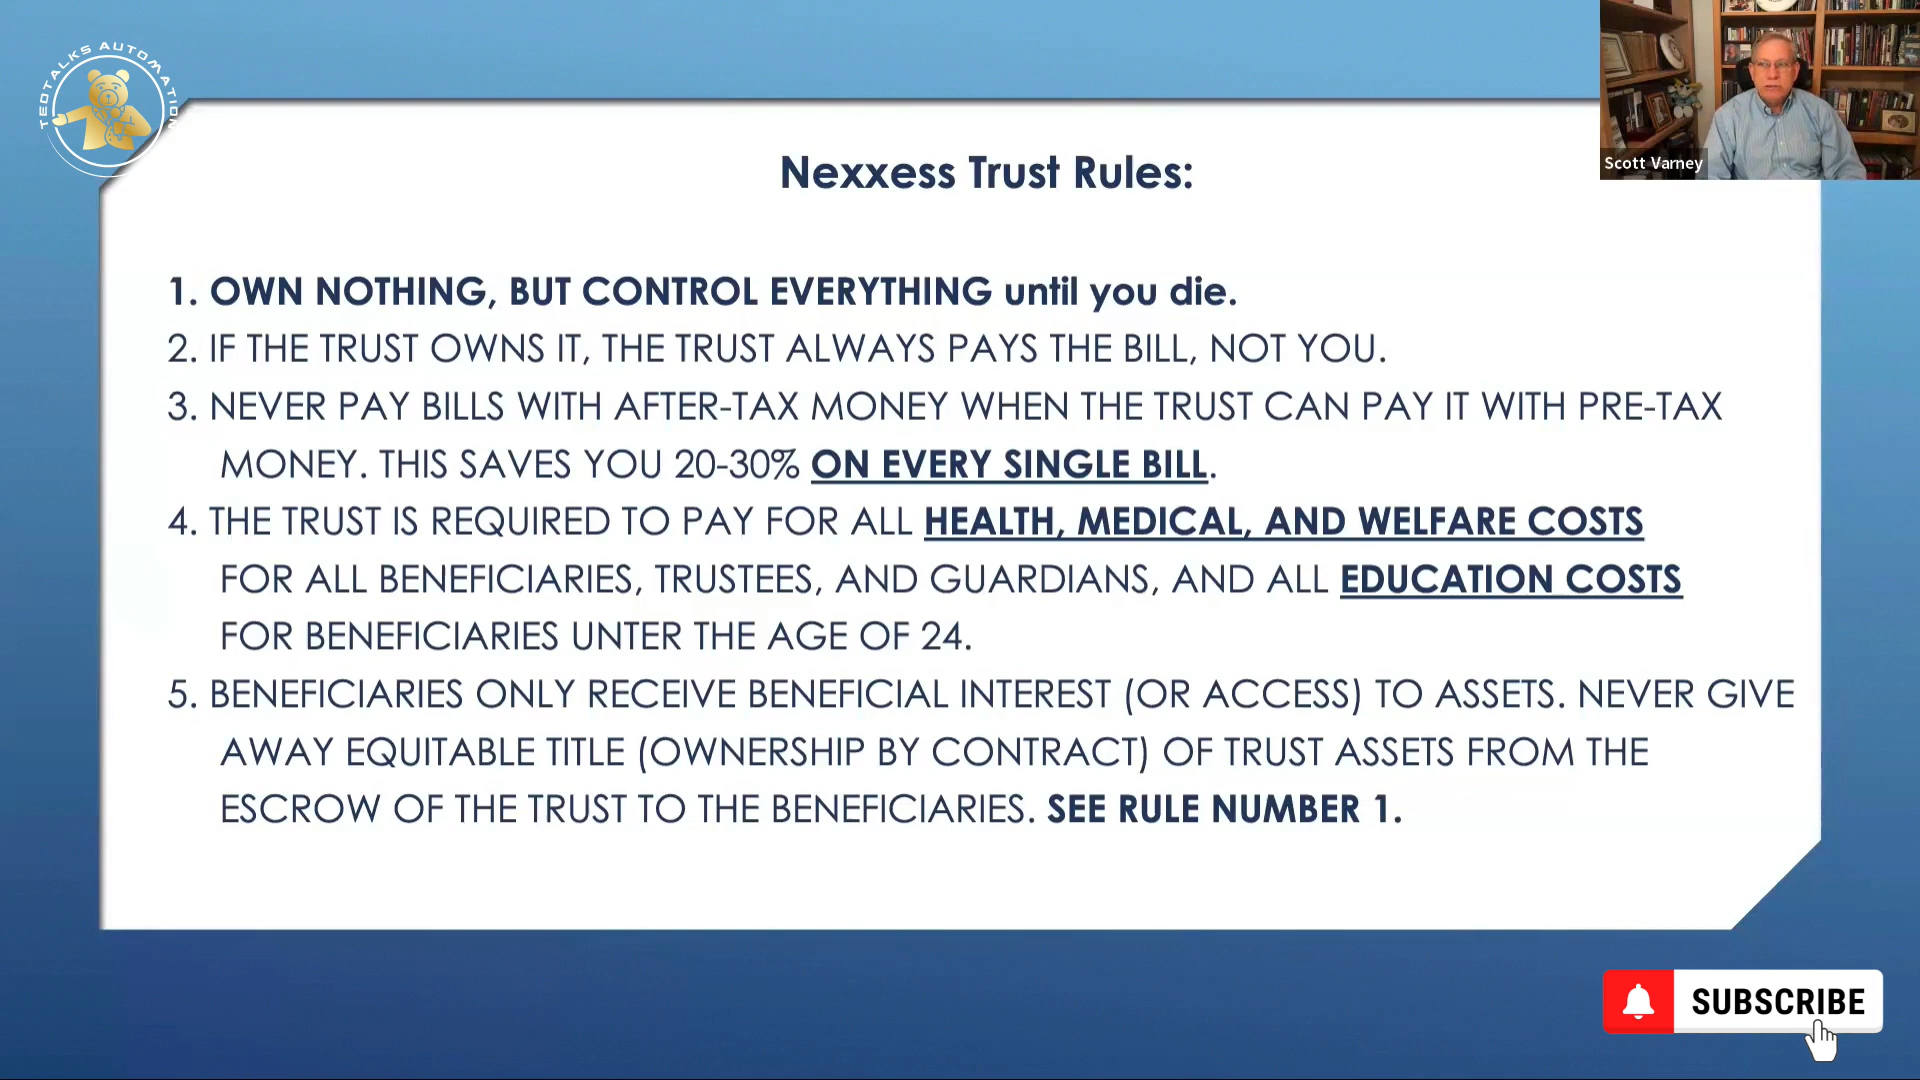 TEDTALKS AUTOMATION
Scott Varney
Nexxess Trust Rules:
1. OWN NOTHING, BUT CONTROL EVERYTHING until you die.
2. IF THE TRUST OWNS IT, THE TRUST ALWAYS PAYS THE BILL, NOT YOU.
3. NEVER PAY BILLS WITH AFTER-TAX MONEY WHEN THE TRUST CAN PAY IT WITH PRE-TAX
MONEY. THIS SAVES YOU 20-30% ON EVERY SINGLE BILL.
4. THE TRUST IS REQUIRED TO PAY FOR ALL HEALTH, MEDICAL, AND WELFARE COSTS
FOR ALL BENEFICIARIES, TRUSTEES, AND GUARDIANS, AND ALL EDUCATION COSTS
FOR BENEFICIARIES UNTER THE AGE OF 24.
5. BENEFICIARIES ONLY RECEIVE BENEFICIAL INTEREST (OR ACCESS) TO ASSETS. NEVER GIVE
AWAY EQUITABLE TITLE (OWNERSHIP BY CONTRACT) OF TRUST ASSETS FROM THE
ESCROW OF THE TRUST TO THE BENEFICIARIES. SEE RULE NUMBER 1.
SUBSCRIBE